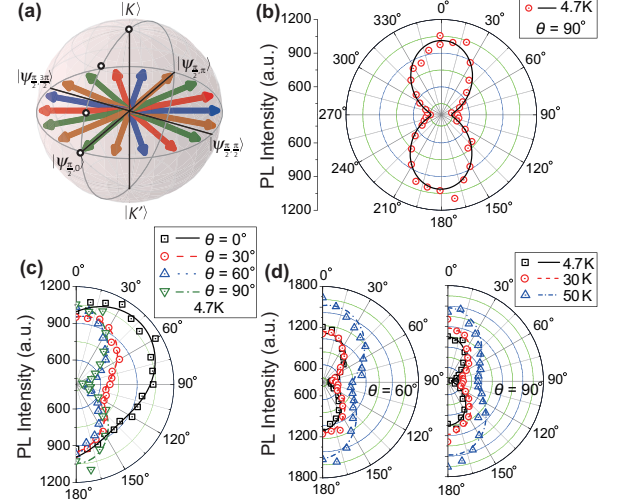 (a)
|K⟩
|ψπ/2,3π/2⟩
|ψπ/2,π⟩
|ψπ/2,π/2⟩
|ψπ/2,0⟩
|K'⟩
(b)
4.7K
θ = 90°
PL Intensity (a.u.)
1200
900
600
600
900
1200
0°
30°
60°
90°
120°
150°
180°
210°
240°
270°
300°
330°
(c)
θ = 0°
θ = 30°
θ = 60°
θ = 90°
4.7K
PL Intensity (a.u.)
1200
900
600
600
900
1200
0°
30°
60°
90°
120°
150°
180°
(d)
4.7K
30K
50K
PL Intensity (a.u.)
1800
1200
600
600
1200
1800
0°
30°
60°
90°
120°
150°
180°
θ = 60°
0°
30°
60°
90°
120°
150°
180°
θ = 90°